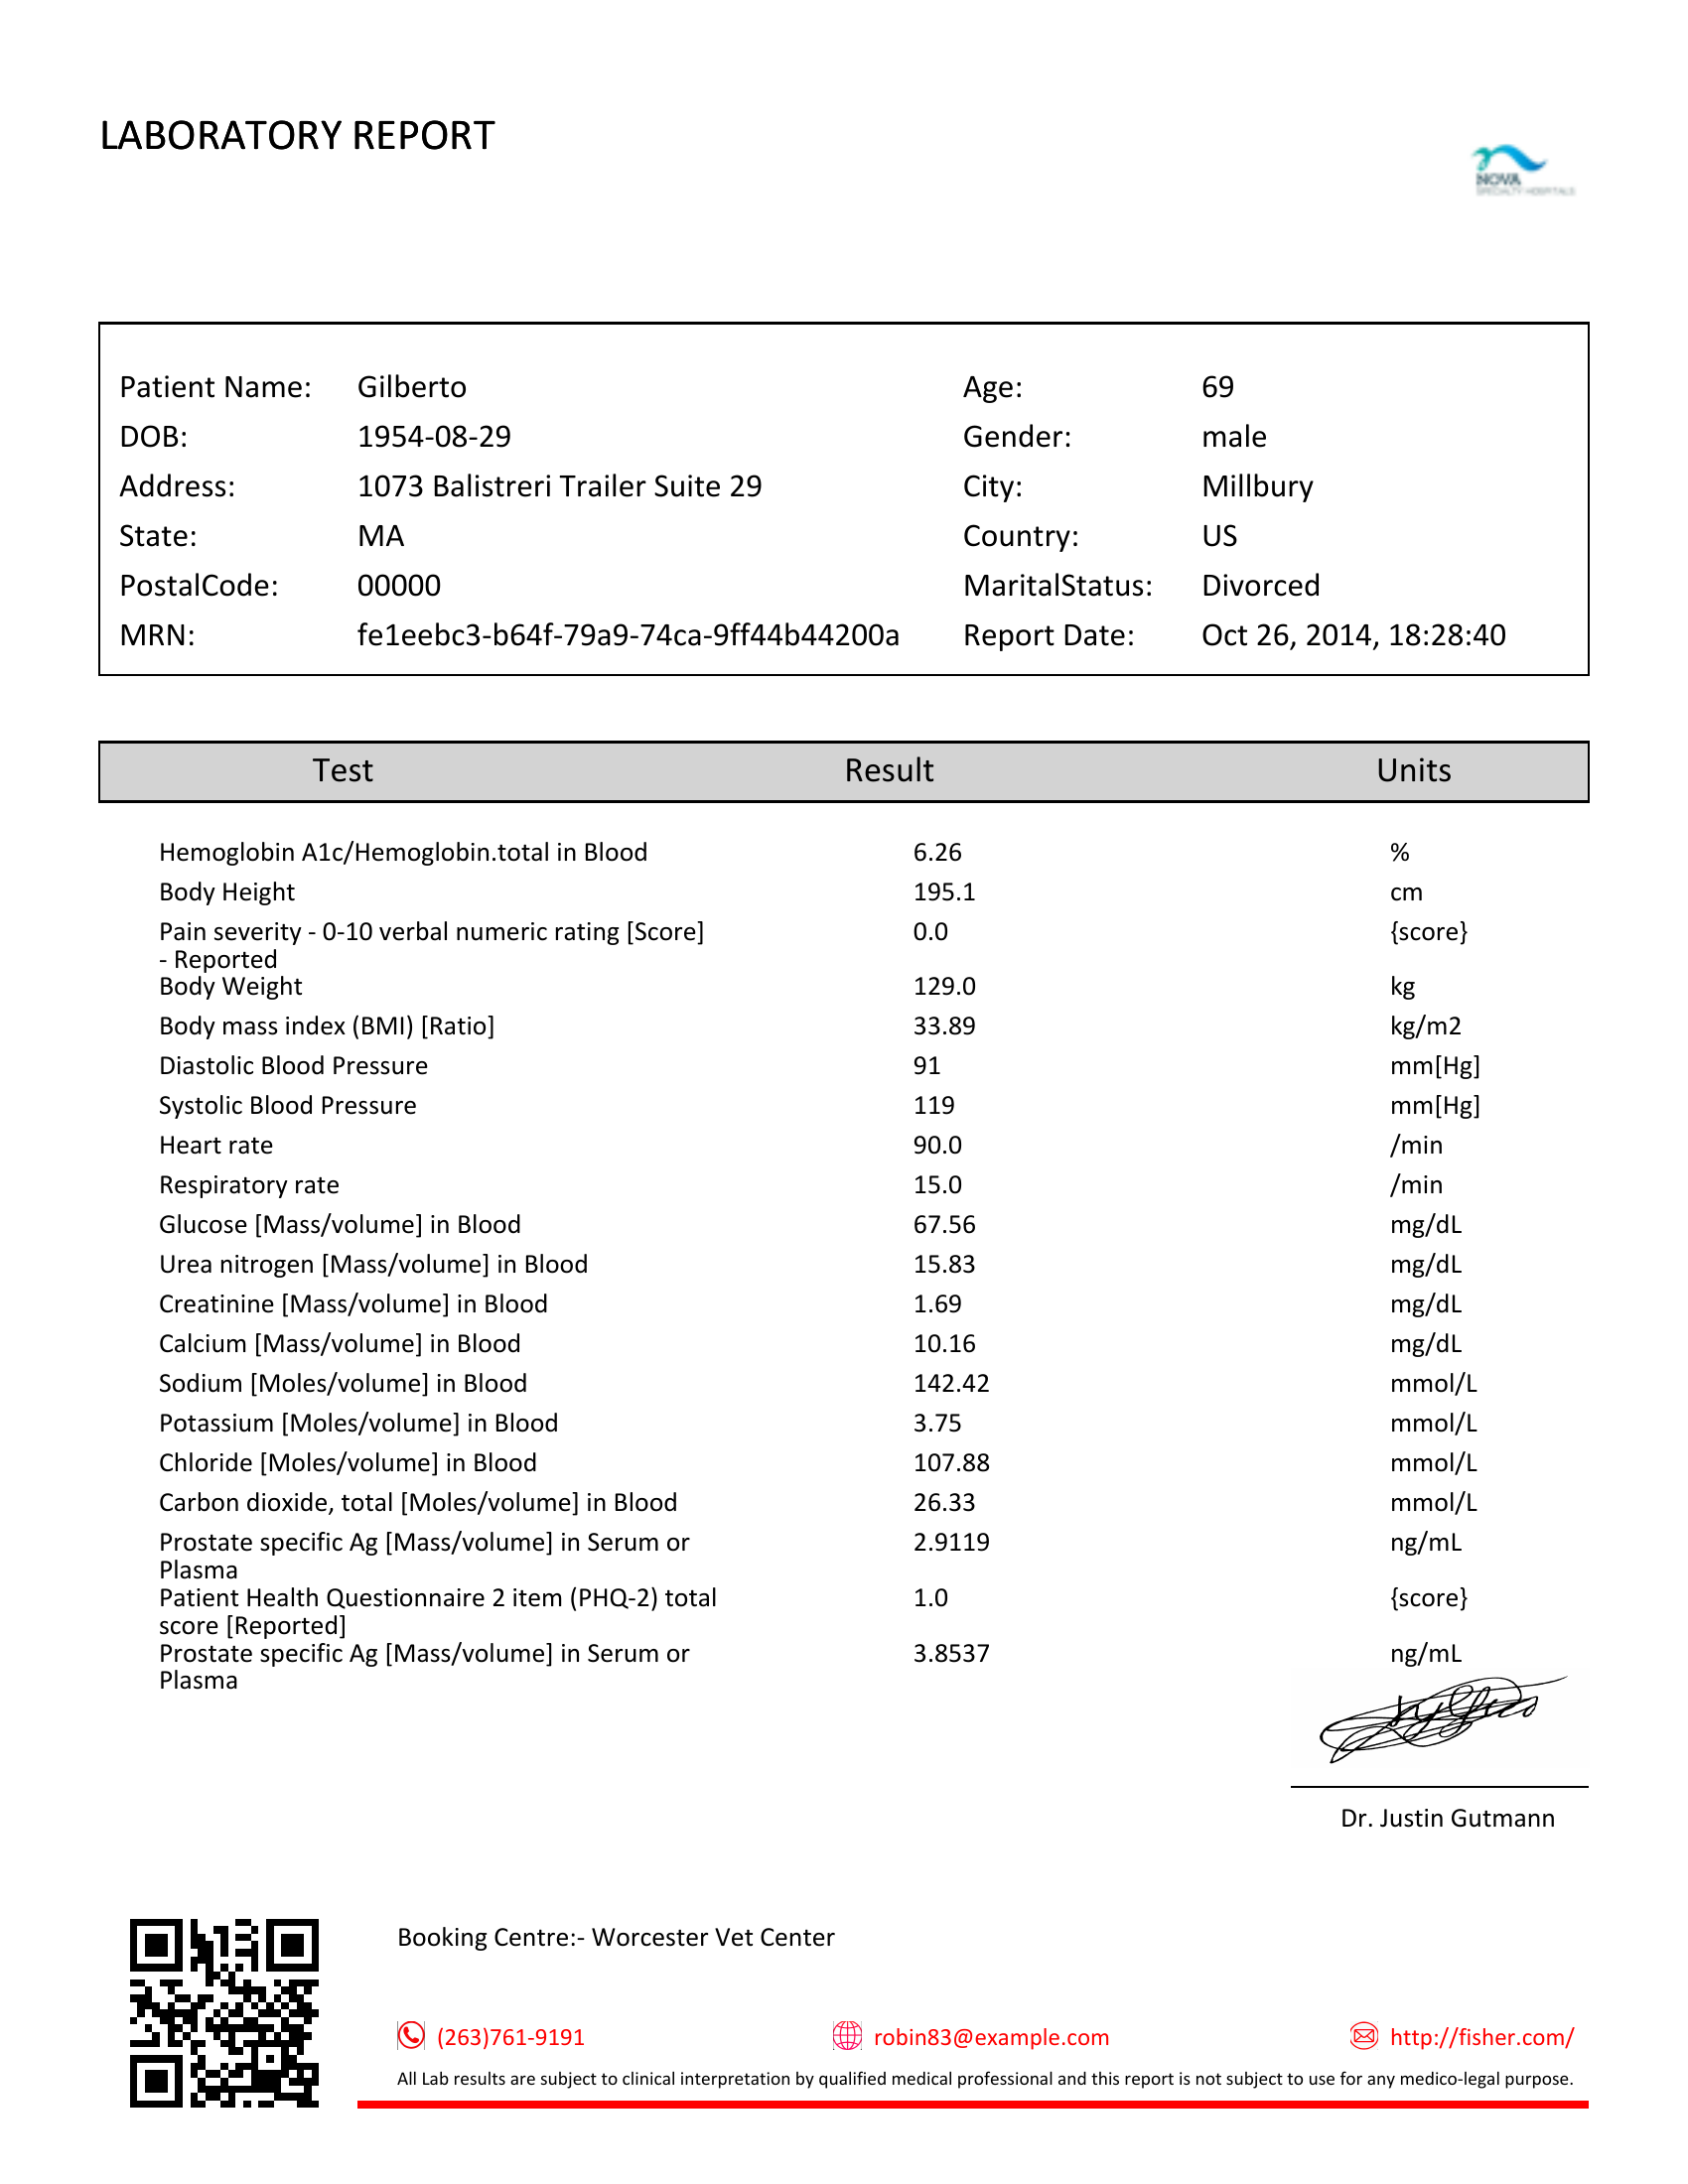 LABORATORY REPORT
NOVA
SPECIALTY HOSPITALS
Patient Name: Gilberto Age: 69
DOB: 1954-08-29 Gender: male
Address: 1073 Balistreri Trailer Suite 29 City: Millbury
State: MA Country: US
PostalCode: 00000 MaritalStatus: Divorced
MRN: fe1eebc3-b64f-79a9-74ca-9ff44b44200a Report Date: Oct 26, 2014, 18:28:40
Test Result Units
Hemoglobin A1c/Hemoglobin.total in Blood 6.26 %
Body Height 195.1 cm
Pain severity - 0-10 verbal numeric rating [Score] 0.0 {score}
- Reported
Body Weight 129.0 kg
Body mass index (BMI) [Ratio] 33.89 kg/m2
Diastolic Blood Pressure 91 mm[Hg]
Systolic Blood Pressure 119 mm[Hg]
Heart rate 90.0 /min
Respiratory rate 15.0 /min
Glucose [Mass/volume] in Blood 67.56 mg/dL
Urea nitrogen [Mass/volume] in Blood 15.83 mg/dL
Creatinine [Mass/volume] in Blood 1.69 mg/dL
Calcium [Mass/volume] in Blood 10.16 mg/dL
Sodium [Moles/volume] in Blood 142.42 mmol/L
Potassium [Moles/volume] in Blood 3.75 mmol/L
Chloride [Moles/volume] in Blood 107.88 mmol/L
Carbon dioxide, total [Moles/volume] in Blood 26.33 mmol/L
Prostate specific Ag [Mass/volume] in Serum or 2.9119 ng/mL
Plasma
Patient Health Questionnaire 2 item (PHQ-2) total 1.0 {score}
score [Reported]
Prostate specific Ag [Mass/volume] in Serum or 3.8537 ng/mL
Plasma
Dr. Justin Gutmann
Booking Centre:- Worcester Vet Center
(263)761-9191 robin83@example.com http://fisher.com/
All Lab results are subject to clinical interpretation by qualified medical professional and this report is not subject to use for any medico-legal purpose.